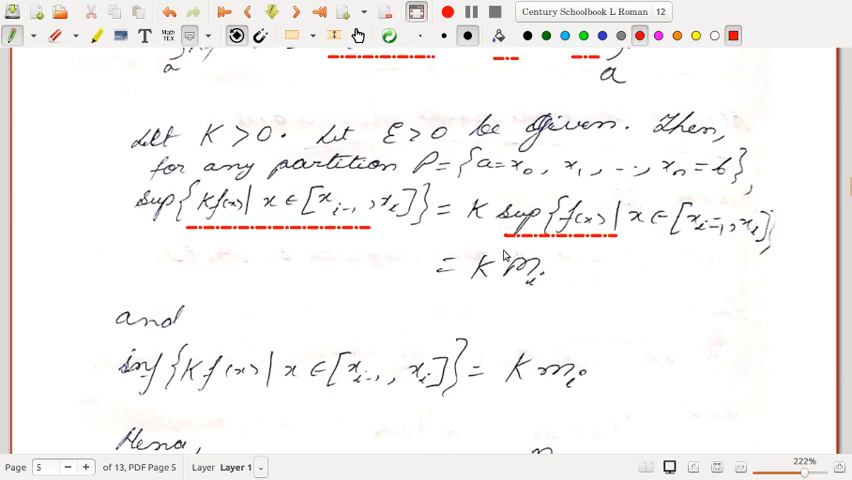 Century Schoolbook L Roman 12
a a
Let K > 0. Let ε > 0 be given. Then,
for any partition P = {a = x₀, x₁, ..., xₙ = b},
sup{Kf(x) | x ∈ [xᵢ₋₁, xᵢ]} = K sup{f(x) | x ∈ [xᵢ₋₁, xᵢ]}
= K Mᵢ
and
inf{Kf(x) | x ∈ [xᵢ₋₁, xᵢ]} = K mᵢ
Hence,
n
Page 5 of 13, PDF Page 5 Layer Layer 1 222%